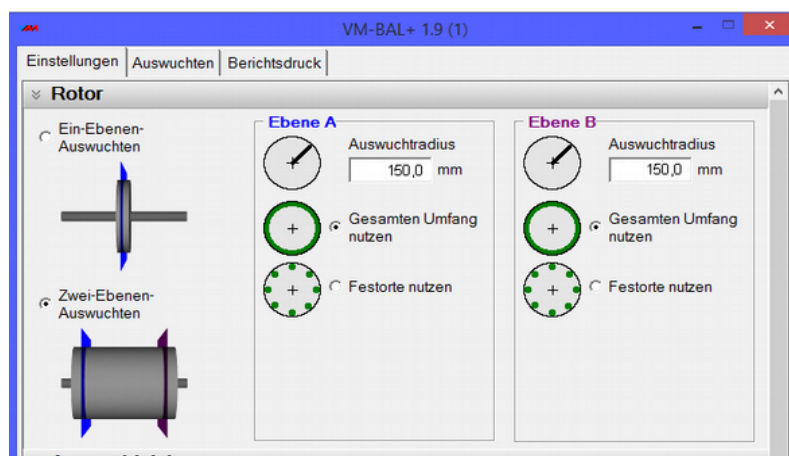 VM-BAL+ 1.9 (1)
Einstellungen Auswuchten Berichtsdruck
Rotor
Ein-Ebenen-
Auswuchten
Zwei-Ebenen-
Auswuchten
Ebene A
Auswuchtradius
150,0 mm
Gesamten Umfang
nutzen
Festorte nutzen
Ebene B
Auswuchtradius
150,0 mm
Gesamten Umfang
nutzen
Festorte nutzen